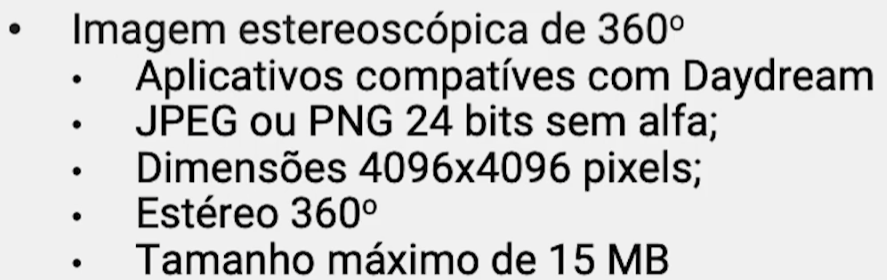 • Imagem estereoscópica de 360º
• Aplicativos compatíves com Daydream
• JPEG ou PNG 24 bits sem alfa;
• Dimensões 4096x4096 pixels;
• Estéreo 360º
• Tamanho máximo de 15 MB